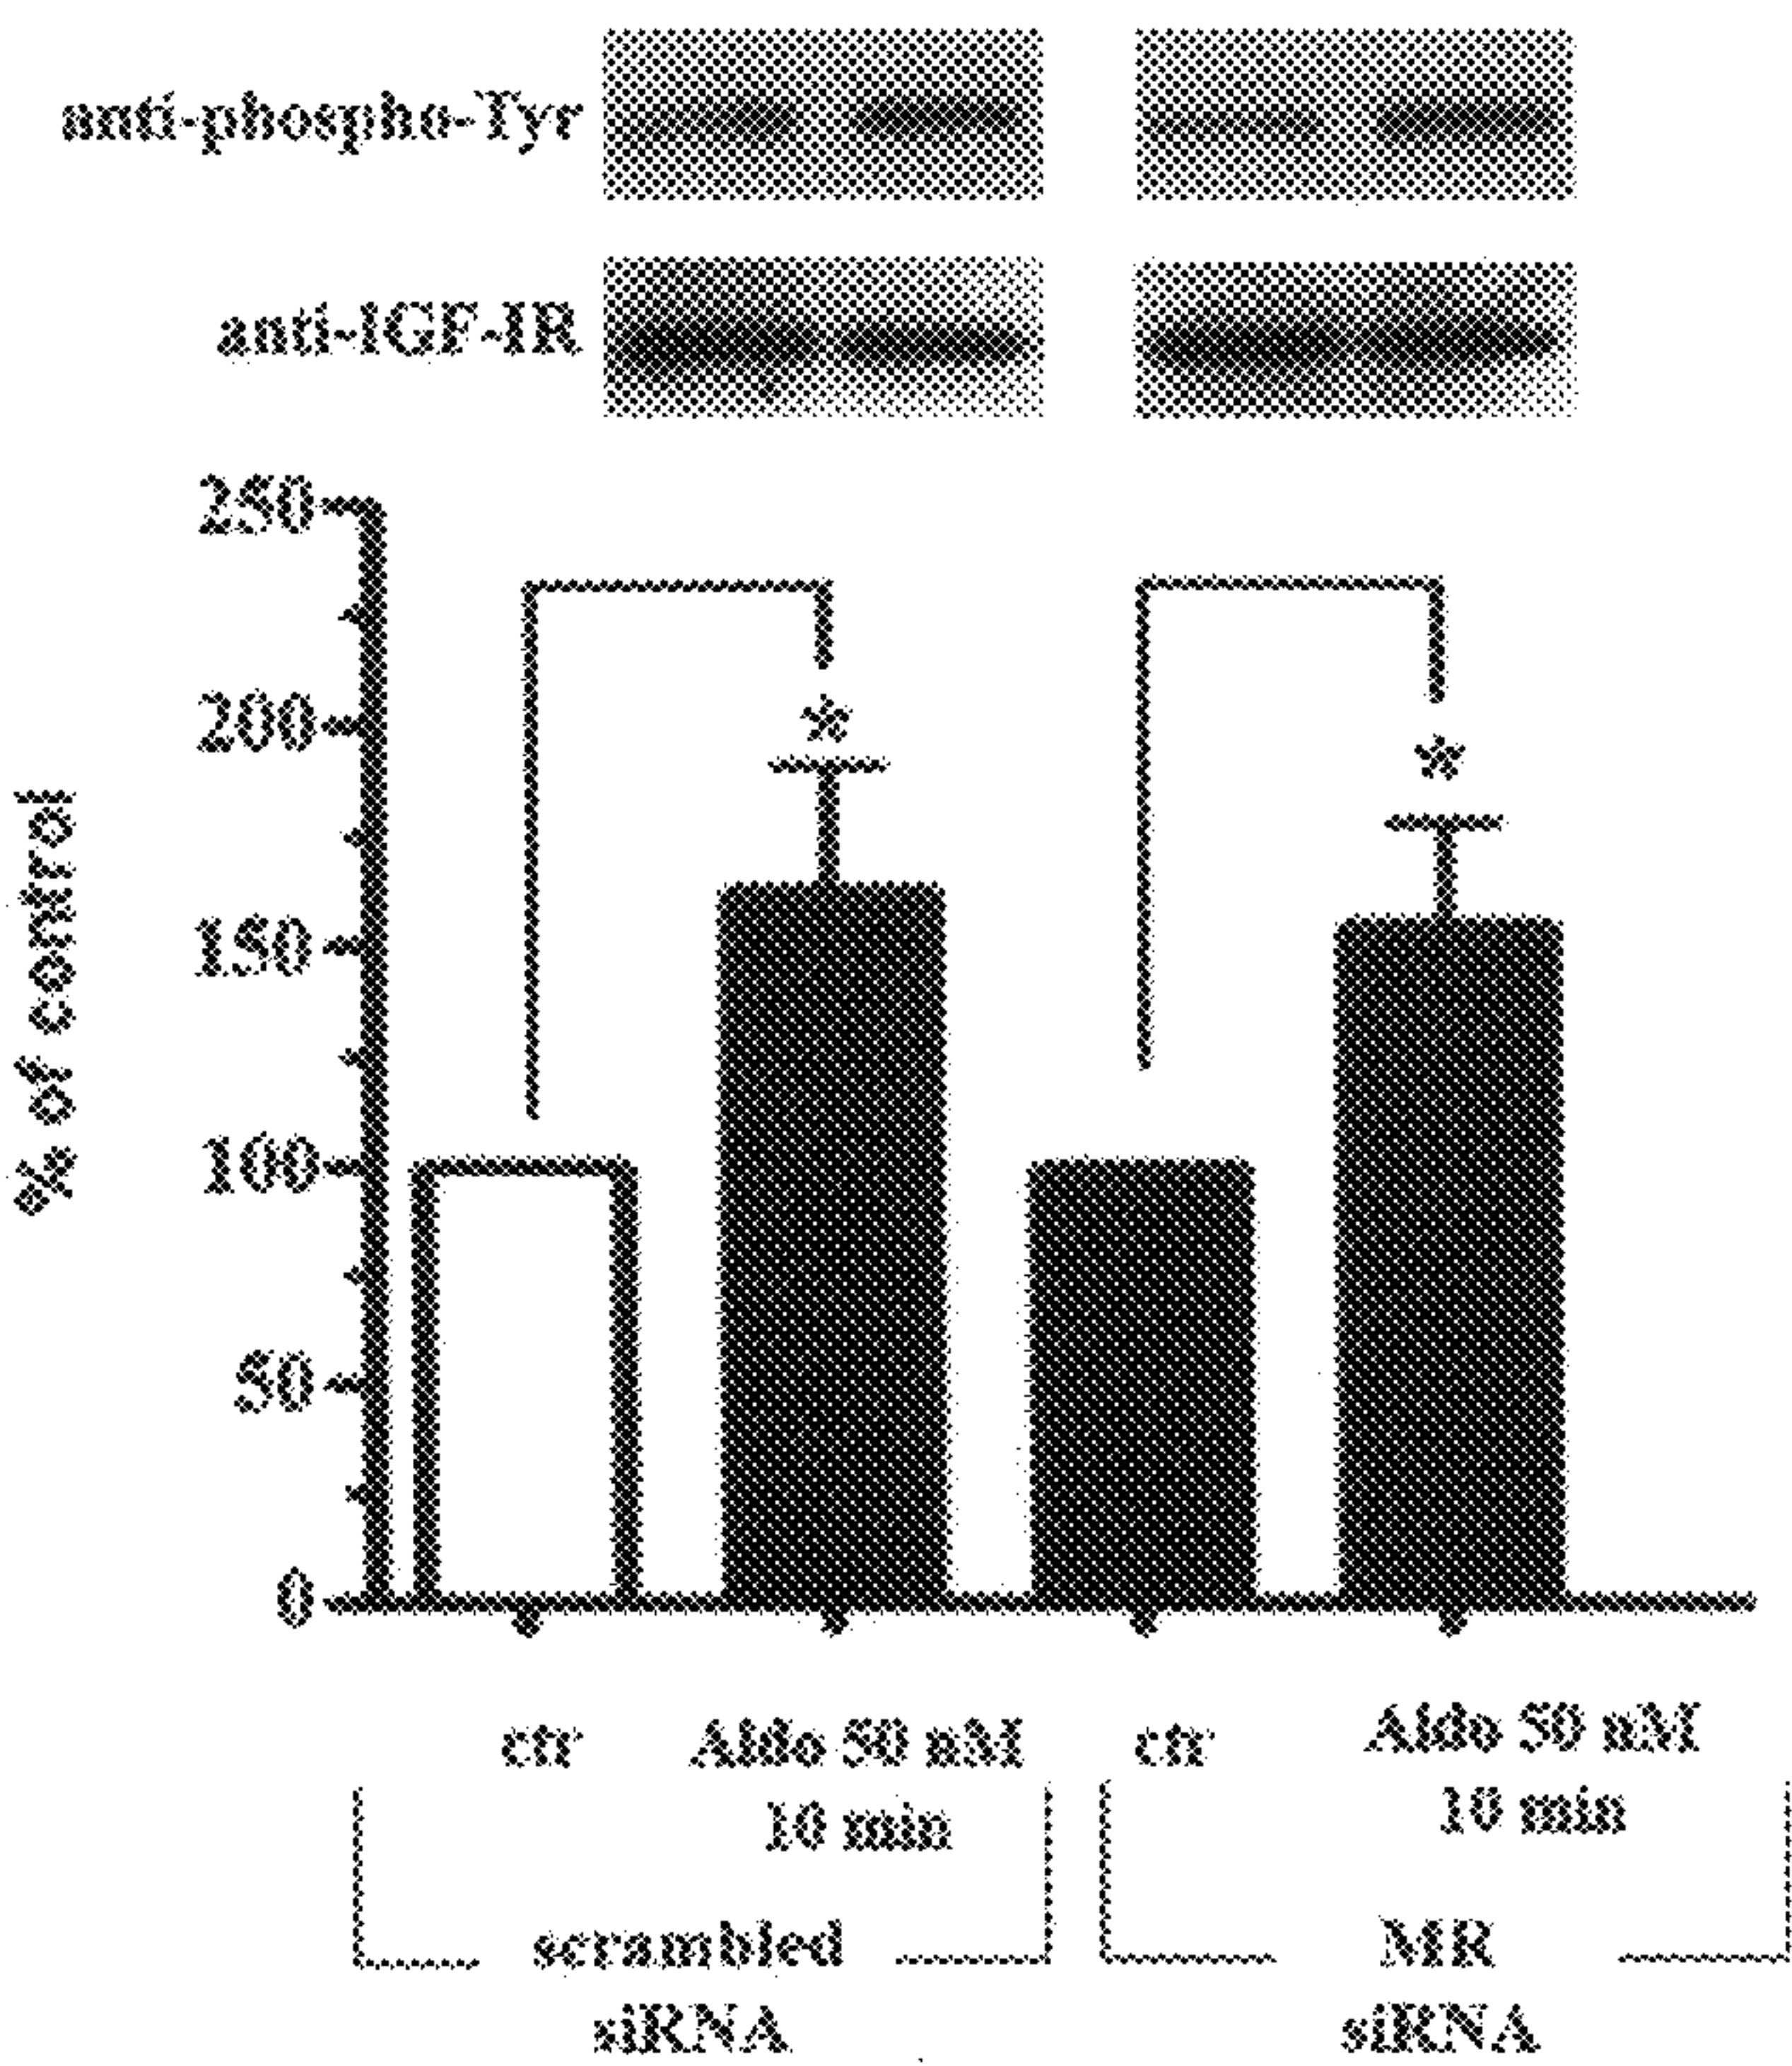 anti-phospho-Tyr
anti-IGF-IR
250
200
150
100
50
0
% of control
*
*
ctr
Aldo 50 nM
10 min
ctr
Aldo 50 nM
10 min
scrambled
siRNA
MR
siRNA